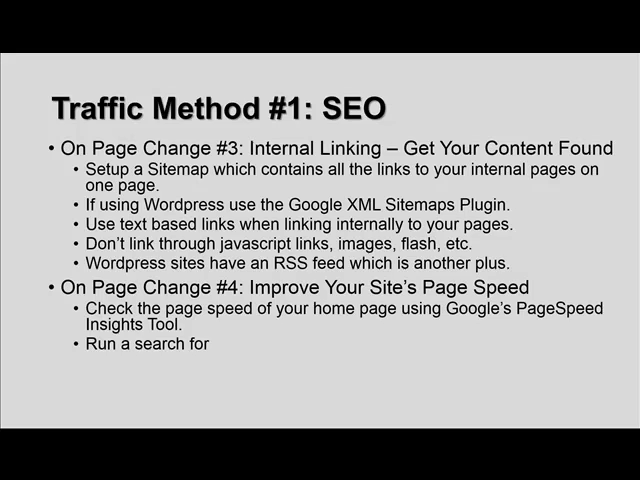 Traffic Method #1: SEO
• On Page Change #3: Internal Linking – Get Your Content Found
• Setup a Sitemap which contains all the links to your internal pages on
one page.
• If using Wordpress use the Google XML Sitemaps Plugin.
• Use text based links when linking internally to your pages.
• Don't link through javascript links, images, flash, etc.
• Wordpress sites have an RSS feed which is another plus.
• On Page Change #4: Improve Your Site's Page Speed
• Check the page speed of your home page using Google's PageSpeed
Insights Tool.
• Run a search for